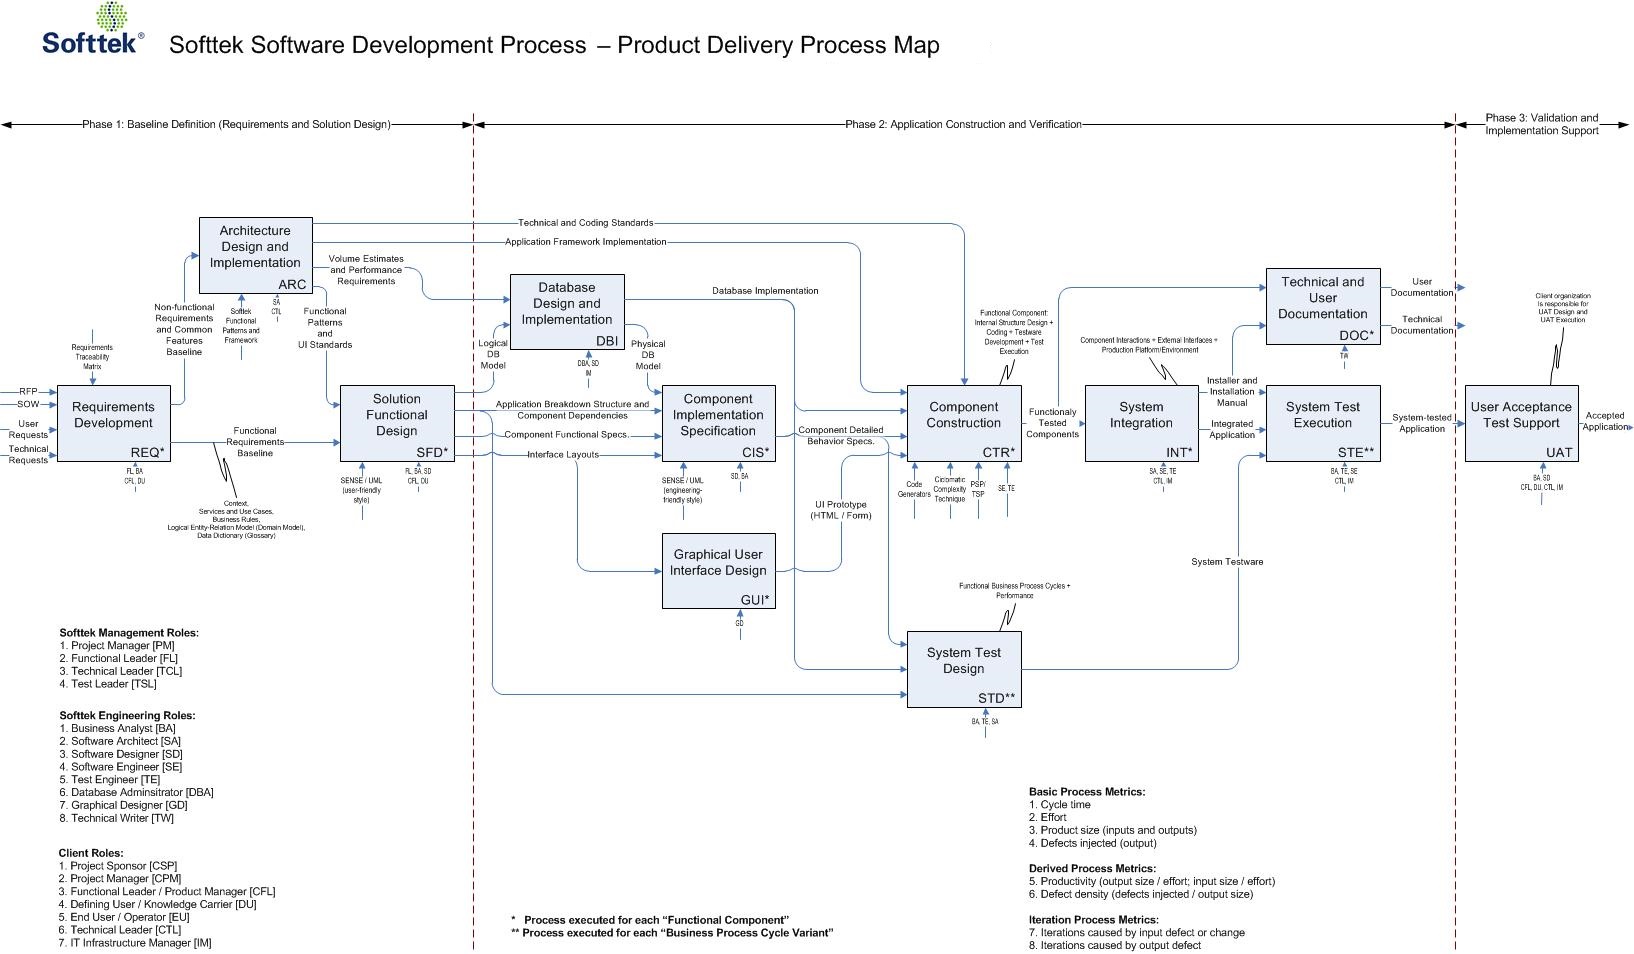 Softtek®
Softtek Software Development Process – Product Delivery Process Map
Phase 1: Baseline Definition (Requirements and Solution Design)
Phase 2: Application Construction and Verification
Phase 3: Validation and
Implementation Support
Architecture
Design and
Implementation
ARC
Technical and Coding Standards
Application Framework Implementation
Volume Estimates
and Performance
Requirements
Non-functional
Requirements
and Common
Features
Baseline
Softtek
Functional
Patterns and
Framework
SA
CTL
Functional
Patterns
and
UI Standards
Requirements
Traceability
Matrix
RFP
SOW
User
Requests
Technical
Requests
Requirements
Development
REQ*
FL, BA
CFL, DU
Functional
Requirements
Baseline
Context,
Services and Use Cases,
Business Rules,
Logical Entity-Relation Model (Domain Model),
Data Dictionary (Glossary)
Solution
Functional
Design
SFD*
SENSE / UML
(user-friendly
style)
FL, BA, SD
CFL, DU
Logical
DB
Model
Database
Design and
Implementation
DBI
DBA, SD
IM
Physical
DB
Model
Database Implementation
Application Breakdown Structure and
Component Dependencies
Component Functional Specs.
Interface Layouts
Component
Implementation
Specification
CIS*
SENSE / UML
(engineering-
friendly style)
SD, BA
Graphical User
Interface Design
GUI*
GD
Component Detailed
Behavior Specs.
UI Prototype
(HTML / Form)
Functional Component:
Internal Structure Design +
Coding + Testware
Development + Test
Execution
Component
Construction
CTR*
Code
Generators
Ciclomatic
Complexity
Technique
PSP/
TSP
SE, TE
Functionaly
Tested
Components
Functional Business Process Cycles +
Performance
System Test
Design
STD**
BA, TE, SA
Component Interactions + External Interfaces +
Production Platform/Environment
System
Integration
INT*
SA, SE, TE
CTL, IM
Installer and
Installation
Manual
Integrated
Application
System Testware
Technical and
User
Documentation
DOC*
TW
User
Documentation
Technical
Documentation
System Test
Execution
STE**
BA, TE, SE
CTL, IM
System-tested
Application
Client organization
Is responsible for
UAT Design and
UAT Execution
User Acceptance
Test Support
UAT
BA, SD
CFL, DU, CTL, IM
Accepted
Application
Softtek Management Roles:
1. Project Manager [PM]
2. Functional Leader [FL]
3. Technical Leader [TCL]
4. Test Leader [TSL]
Softtek Engineering Roles:
1. Business Analyst [BA]
2. Software Architect [SA]
3. Software Designer [SD]
4. Software Engineer [SE]
5. Test Engineer [TE]
6. Database Adminsitrator [DBA]
7. Graphical Designer [GD]
8. Technical Writer [TW]
Client Roles:
1. Project Sponsor [CSP]
2. Project Manager [CPM]
3. Functional Leader / Product Manager [CFL]
4. Defining User / Knowledge Carrier [DU]
5. End User / Operator [EU]
6. Technical Leader [CTL]
7. IT Infrastructure Manager [IM]
* Process executed for each “Functional Component”
** Process executed for each “Business Process Cycle Variant”
Basic Process Metrics:
1. Cycle time
2. Effort
3. Product size (inputs and outputs)
4. Defects injected (output)
Derived Process Metrics:
5. Productivity (output size / effort; input size / effort)
6. Defect density (defects injected / output size)
Iteration Process Metrics:
7. Iterations caused by input defect or change
8. Iterations caused by output defect